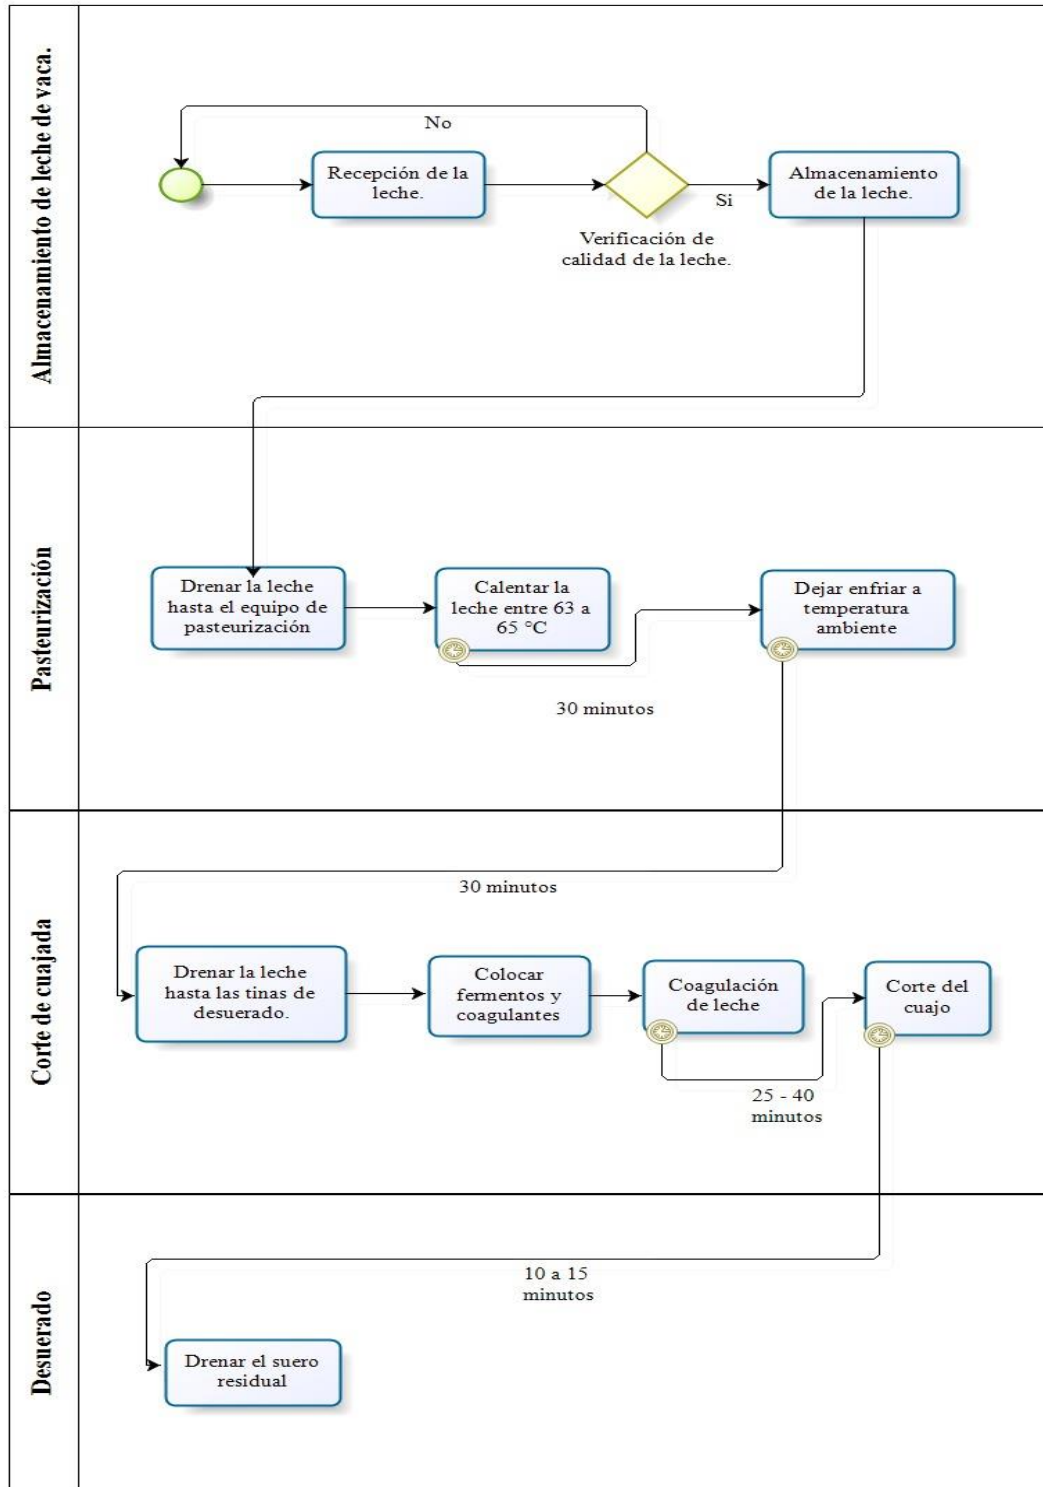 Almacenamiento de leche de vaca.
No
Recepción de la
leche.
Si
Verificación de
calidad de la leche.
Almacenamiento
de la leche.
Pasteurización
Drenar la leche
hasta el equipo de
pasteurización
Calentar la
leche entre 63 a
65 °C
30 minutos
Dejar enfriar a
temperatura
ambiente
Corte de cuajada
30 minutos
Drenar la leche
hasta las tinas de
desuerado.
Colocar
fermentos y
coagulantes
Coagulación
de leche
25 - 40
minutos
Corte del
cuajo
Desuerado
10 a 15
minutos
Drenar el suero
residual